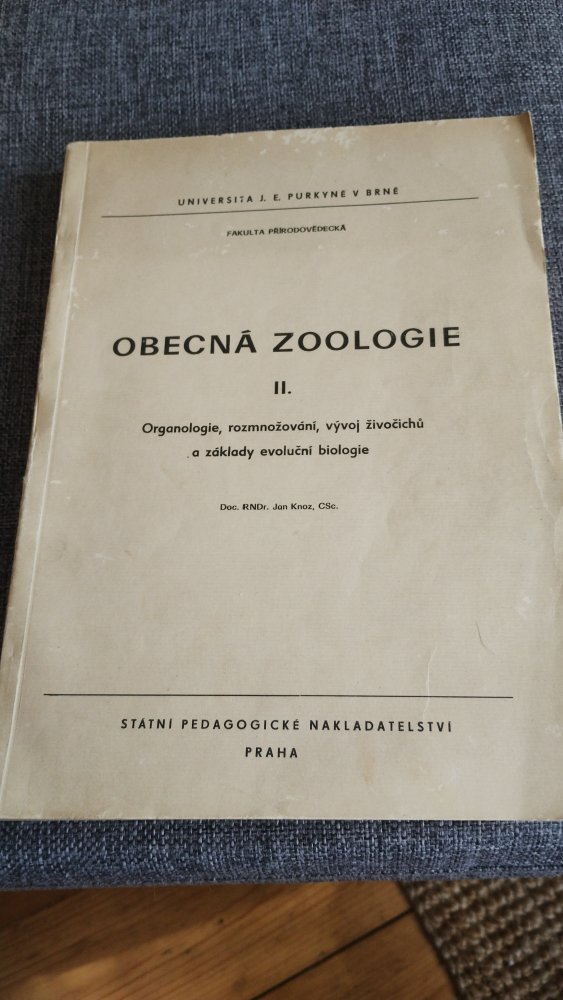 UNIVERSITA J. E. PURKYNĚ V BRNĚ
FAKULTA PŘÍRODOVĚDECKÁ
OBECNÁ ZOOLOGIE
II.
Organologie, rozmnožování, vývoj živočichů
a základy evoluční biologie
Doc. RNDr. Jan Knoz, CSc.
STÁTNÍ PEDAGOGICKÉ NAKLADATELSTVÍ
PRAHA